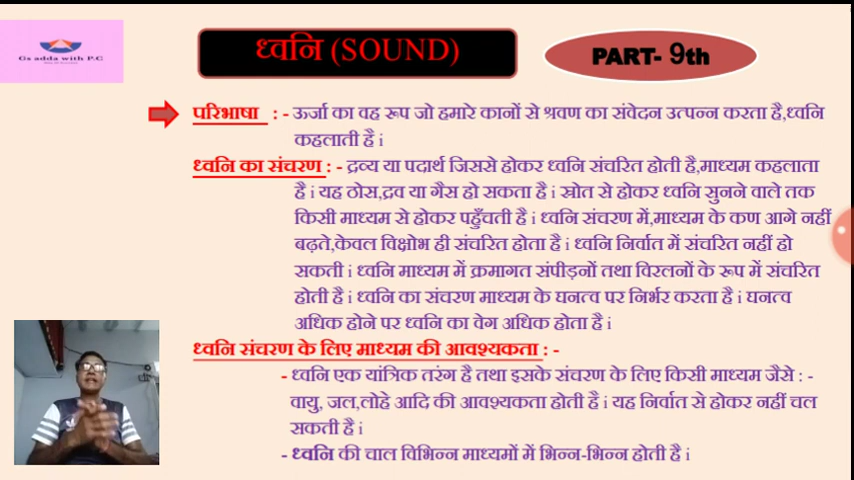 Gs adda with P.C
ध्वनि (SOUND)
PART- 9th
परिभाषा : - ऊर्जा का वह रूप जो हमारे कानों से श्रवण का संवेदन उत्पन्न करता है,ध्वनि
कहलाती है i
ध्वनि का संचरण : - द्रव्य या पदार्थ जिससे होकर ध्वनि संचरित होती है,माध्यम कहलाता
है i यह ठोस,द्रव या गैस हो सकता है i स्रोत से होकर ध्वनि सुनने वाले तक
किसी माध्यम से होकर पहुँचती है i ध्वनि संचरण में,माध्यम के कण आगे नहीं
बढ़ते,केवल विक्षोभ ही संचरित होता है i ध्वनि निर्वात में संचरित नहीं हो
सकती i ध्वनि माध्यम में क्रमागत संपीड़नों तथा विरलनों के रूप में संचरित
होती है i ध्वनि का संचरण माध्यम के घनत्व पर निर्भर करता है i घनत्व
अधिक होने पर ध्वनि का वेग अधिक होता है i
ध्वनि संचरण के लिए माध्यम की आवश्यकता : -
- ध्वनि एक यांत्रिक तरंग है तथा इसके संचरण के लिए किसी माध्यम जैसे : -
वायु, जल,लोहे आदि की आवश्यकता होती है i यह निर्वात से होकर नहीं चल
सकती है i
- ध्वनि की चाल विभिन्न माध्यमों में भिन्न-भिन्न होती है i